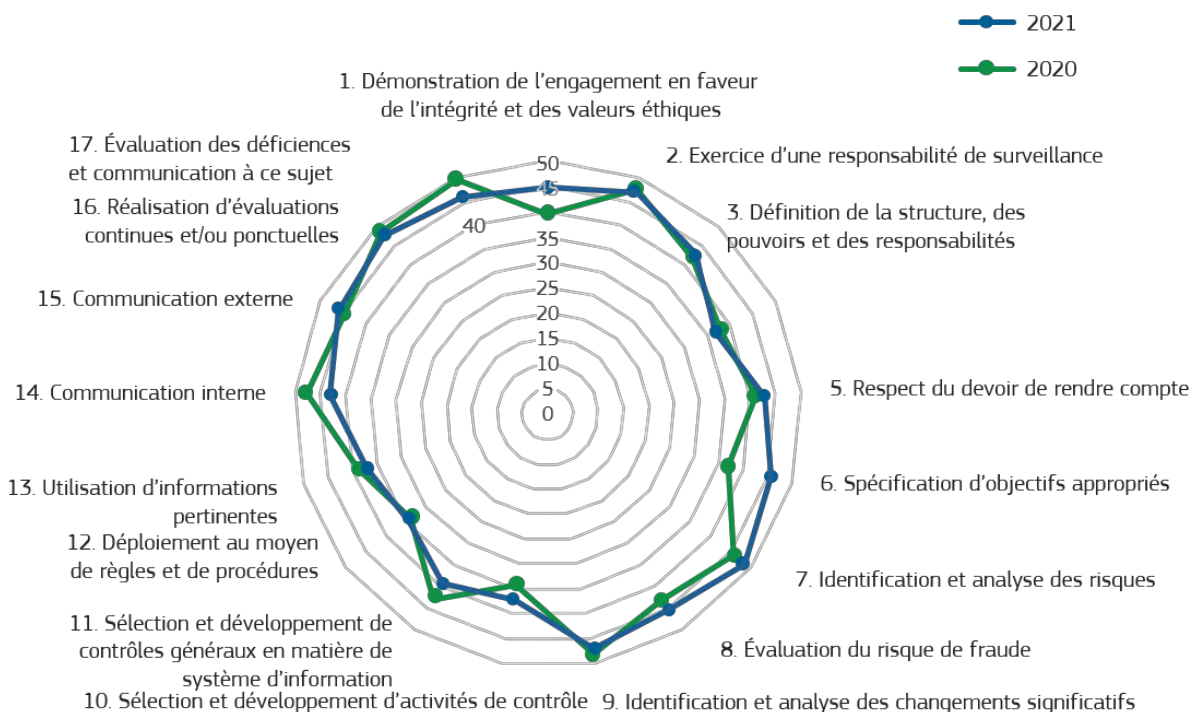 2021
2020
1. Démonstration de l'engagement en faveur
de l'intégrité et des valeurs éthiques
17. Évaluation des déficiences
et communication à ce sujet
2. Exercice d'une responsabilité de surveillance
16. Réalisation d'évaluations
continues et/ou ponctuelles
3. Définition de la structure, des
pouvoirs et des responsabilités
50
45
40
35
30
25
20
15
10
5
0
15. Communication externe
14. Communication interne
5. Respect du devoir de rendre compte
13. Utilisation d'informations
pertinentes
6. Spécification d'objectifs appropriés
12. Déploiement au moyen
de règles et de procédures
7. Identification et analyse des risques
11. Sélection et développement de
contrôles généraux en matière de
système d'information
8. Évaluation du risque de fraude
10. Sélection et développement d'activités de contrôle
9. Identification et analyse des changements significatifs